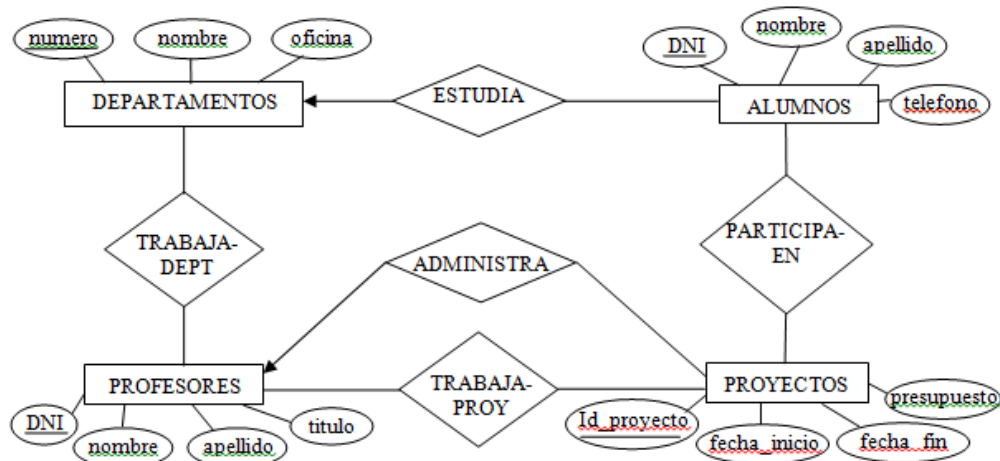 numero
nombre
oficina
DEPARTAMENTOS
ESTUDIA
DNI
nombre
apellido
telefono
ALUMNOS
TRABAJA-
DEPT
ADMINISTRA
PARTICIPA-
EN
PROFESORES
DNI
nombre
apellido
titulo
TRABAJA-
PROY
PROYECTOS
Id_proyecto
fecha_inicio
fecha_fin
presupuesto